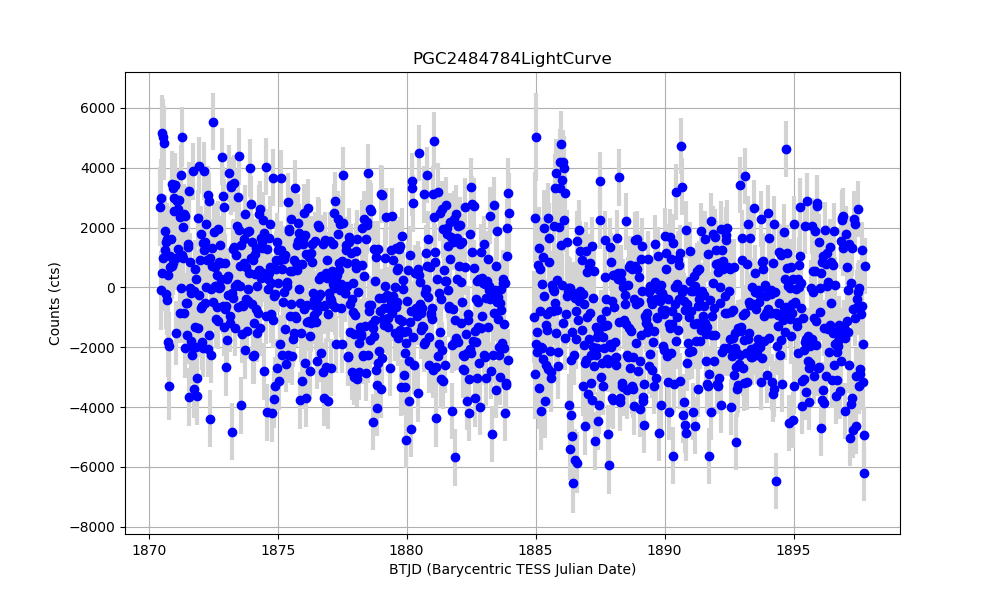 PGC2484784LightCurve
Counts (cts)
6000
4000
2000
0
−2000
−4000
−6000
−8000
1870 1875 1880 1885 1890 1895
BTJD (Barycentric TESS Julian Date)